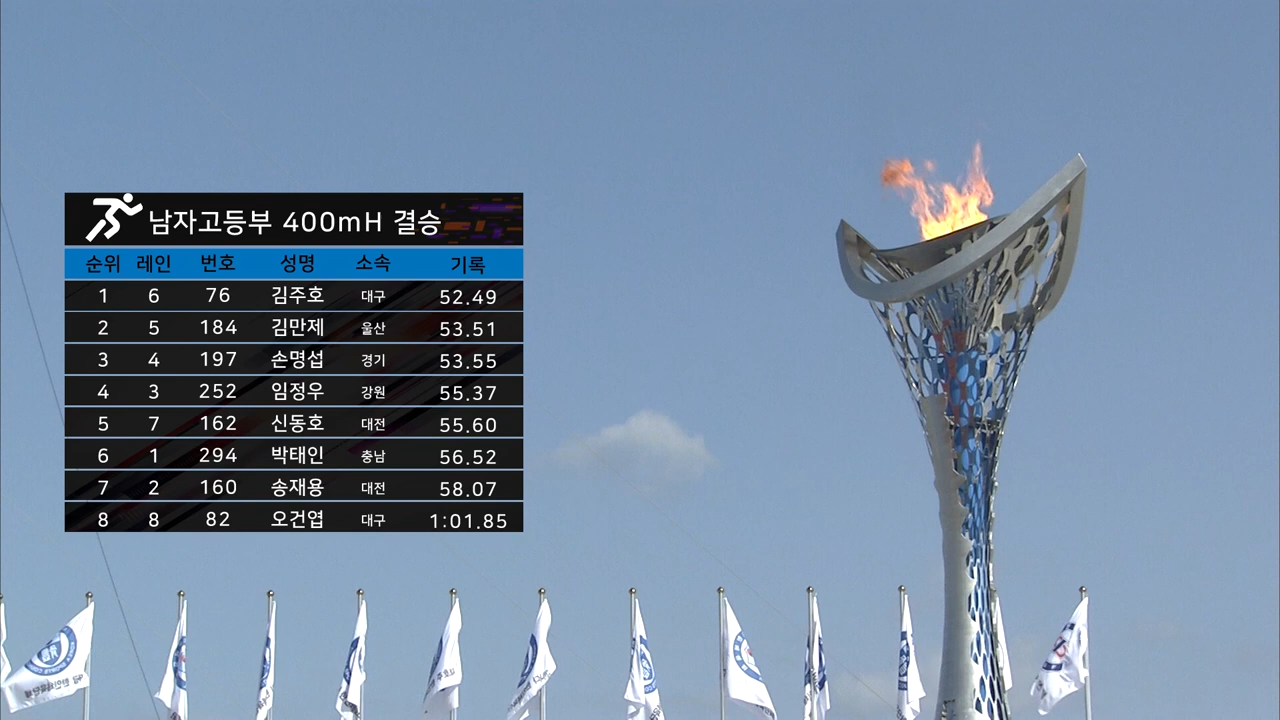 남자고등부 400mH 결승
순위 레인 번호 성명 소속 기록
1 6 76 김주호 대구 52.49
2 5 184 김만제 울산 53.51
3 4 197 손명섭 경기 53.55
4 3 252 임정우 강원 55.37
5 7 162 신동호 대전 55.60
6 1 294 박태인 충남 56.52
7 2 160 송재용 대전 58.07
8 8 82 오건엽 대구 1:01.85